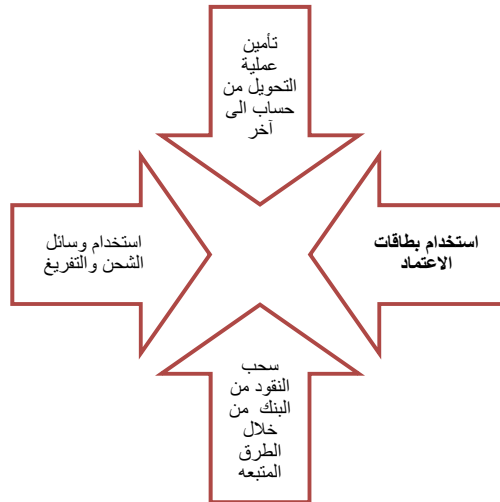 تأمين
عملية
التحويل من
حساب الى
آخر
استخدام بطاقات
الاعتماد
استخدام وسائل
الشحن والتفريغ
سحب
النقود من
البنك من
خلال
الطرق
المتبعه